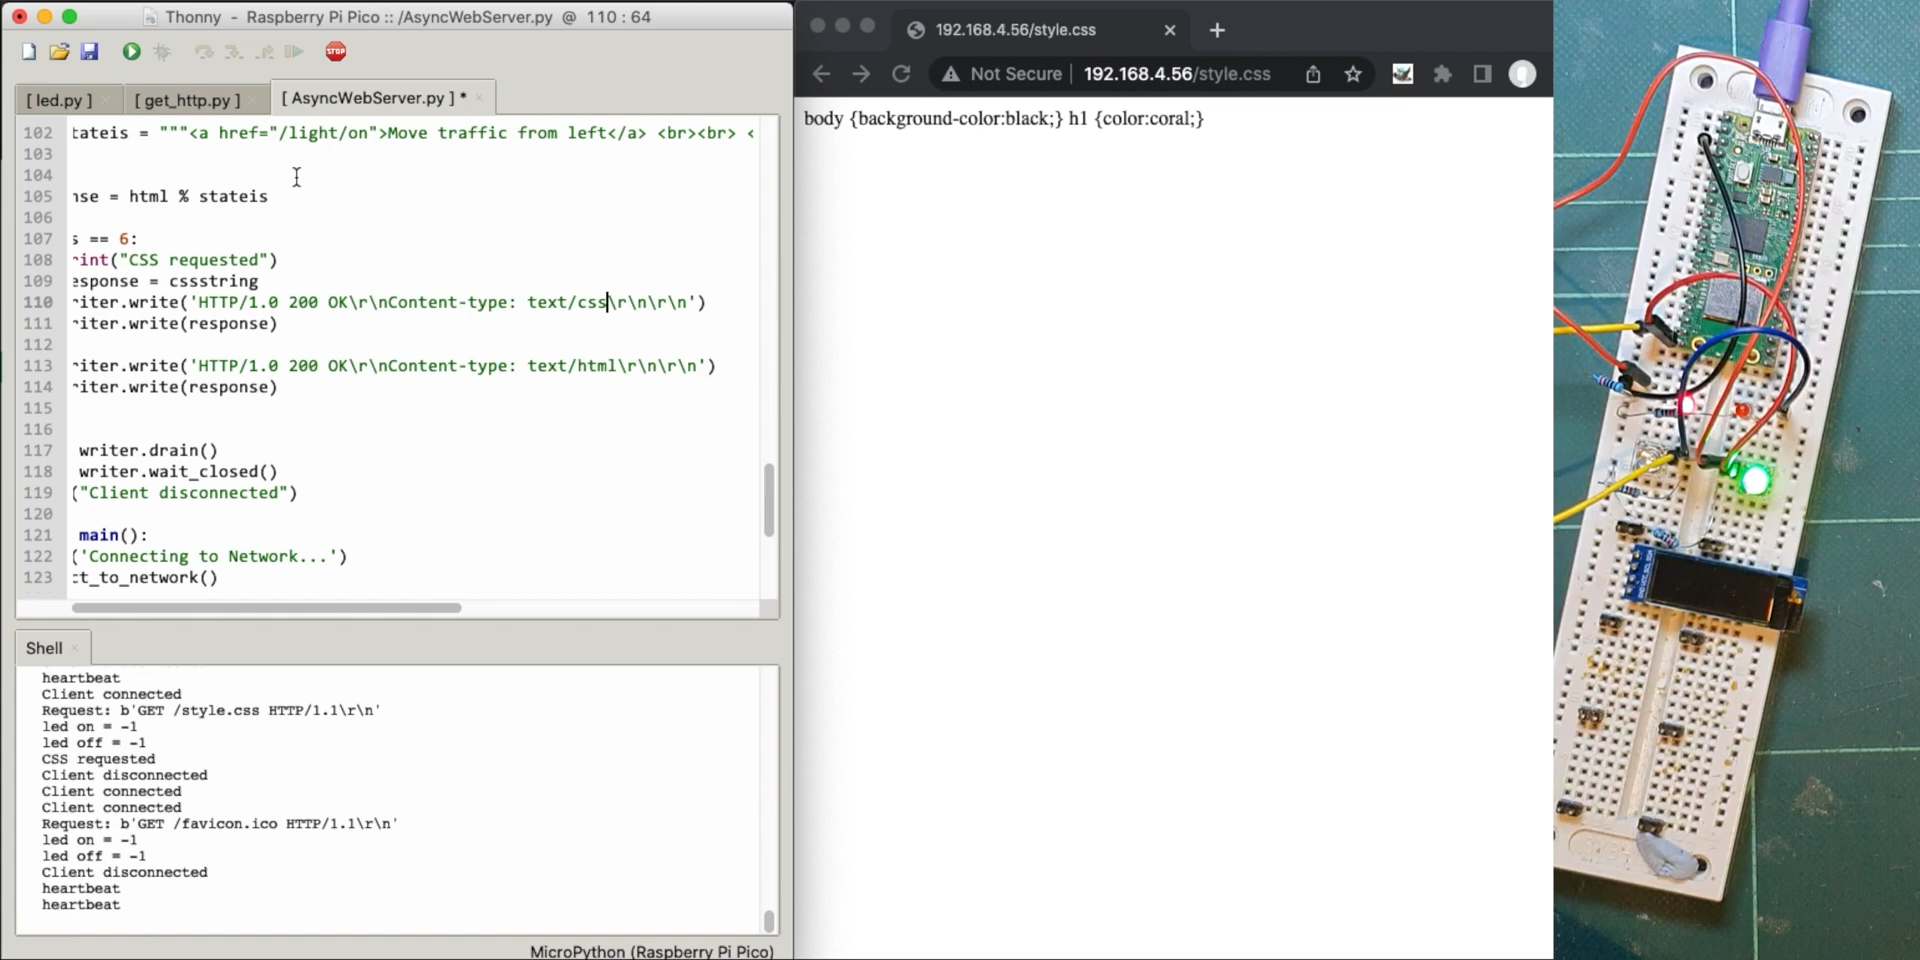 Thonny - Raspberry Pi Pico :: /AsyncWebServer.py @ 110 : 64
STOP
[ led.py ]
[ get_http.py ]
[ AsyncWebServer.py ] *
102 tateis = """<a href="/light/on">Move traffic from left</a> <br><br> <
103
104
105 nse = html % stateis
106
107 s == 6:
108 rint("CSS requested")
109 esponse = cssstring
110 riter.write('HTTP/1.0 200 OK\r\nContent-type: text/css\r\n\r\n')
111 riter.write(response)
112
113 riter.write('HTTP/1.0 200 OK\r\nContent-type: text/html\r\n\r\n')
114 riter.write(response)
115
116
117 writer.drain()
118 writer.wait_closed()
119 ("Client disconnected")
120
121 main():
122 ('Connecting to Network...')
123 ct_to_network()
Shell
heartbeat
Client connected
Request: b'GET /style.css HTTP/1.1\r\n'
led on = -1
led off = -1
CSS requested
Client disconnected
Client connected
Client connected
Request: b'GET /favicon.ico HTTP/1.1\r\n'
led on = -1
led off = -1
Client disconnected
heartbeat
heartbeat
MicroPython (Raspberry Pi Pico)
192.168.4.56/style.css
Not Secure
192.168.4.56/style.css
body {background-color:black;} h1 {color:coral;}